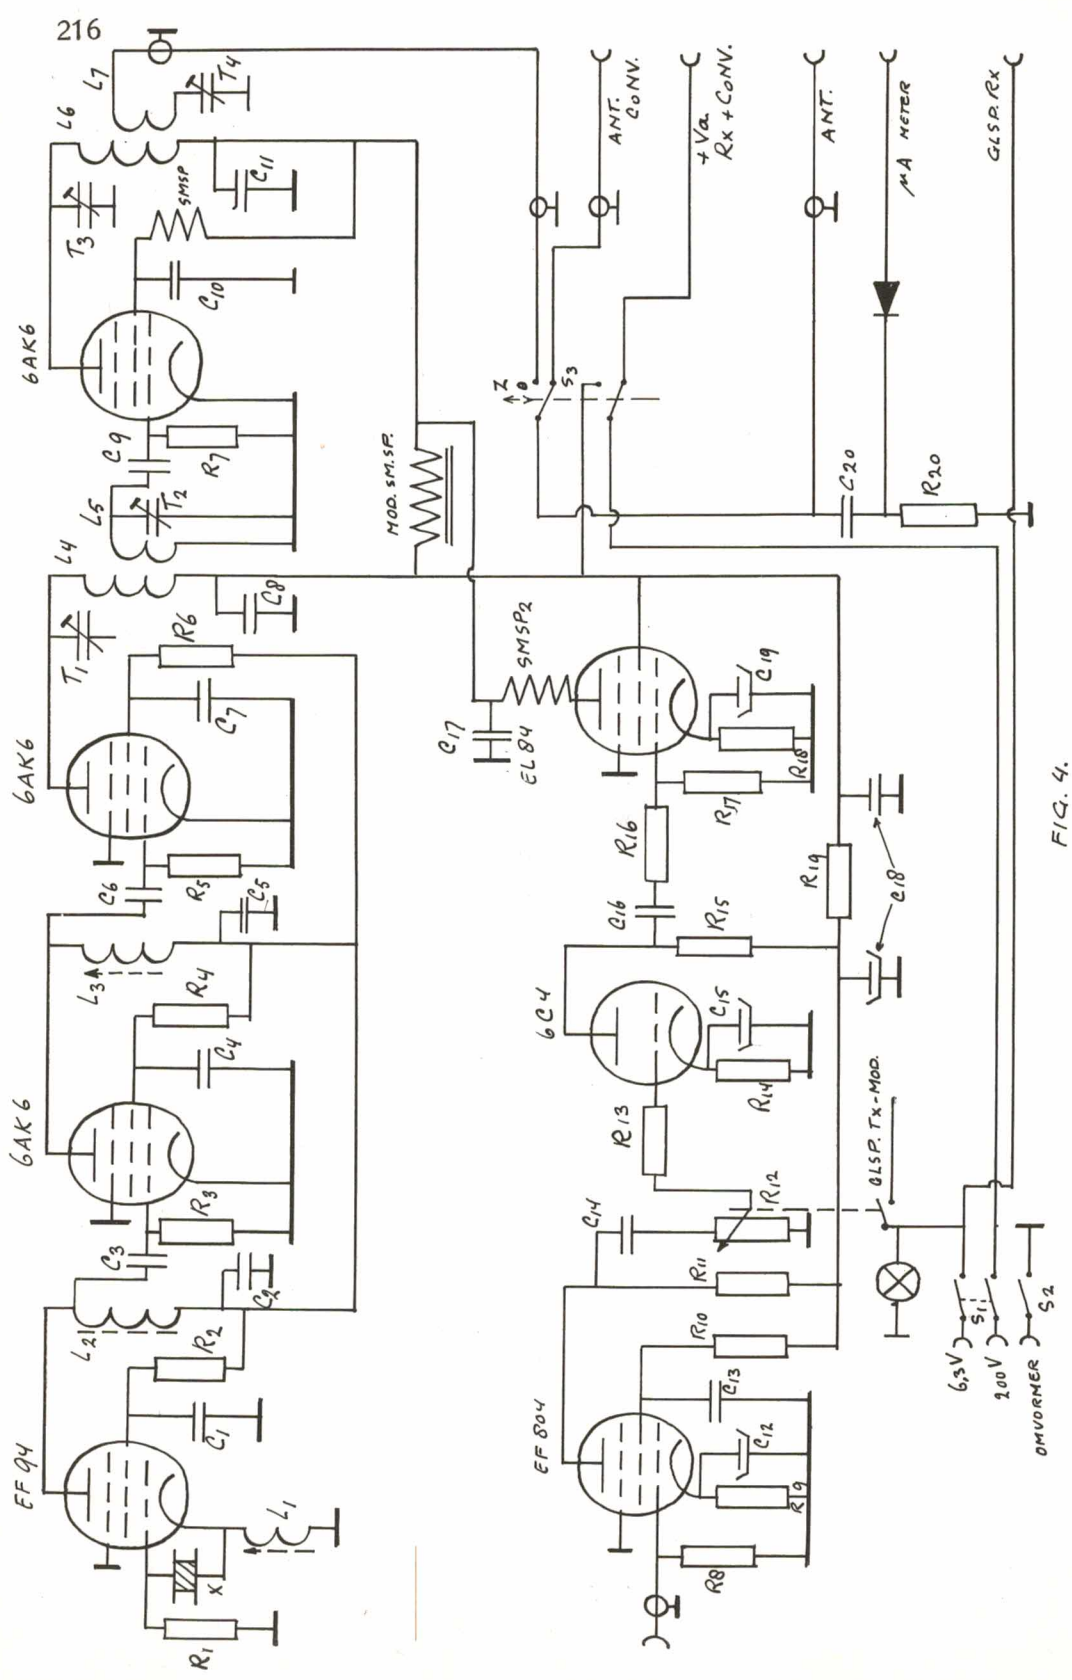 216
EF94
6AK6
6AK6
6AK6
R1
X
L1
C1
R2
L2
C2
C3
R3
C4
R4
L3
C5
C6
R5
C7
R6
T1
L4
C8
L5
T2
C9
R7
C10
SMSP
T3
L6
C11
L7
T4
MOD. SM.SP.
Z
O
S3
ANT.
CONV.
+Va
RX + CONV.
ANT.
µA METER
GLSP. RX
C20
R20
C17
EL84
SMSP2
C19
R18
R17
R16
C16
R15
6C4
C15
R14
R13
R12
C14
R11
R10
C13
EF804
C12
R19
R8
R19
C18
GLSP. TX-MOD.
6,3V
S1
200V
OMVORMER
S2
FIG. 4.